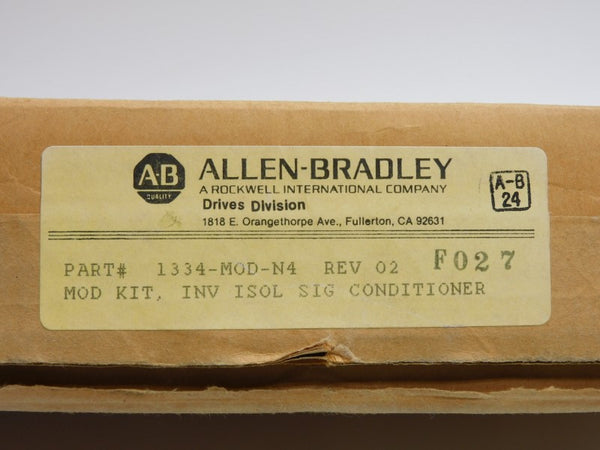 A-B
QUALITY
ALLEN-BRADLEY
A ROCKWELL INTERNATIONAL COMPANY
Drives Division
1818 E. Orangethorpe Ave., Fullerton, CA 92631
A-B
24
PART# 1334-MOD-N4 REV 02 F027
MOD KIT, INV ISOL SIG CONDITIONER